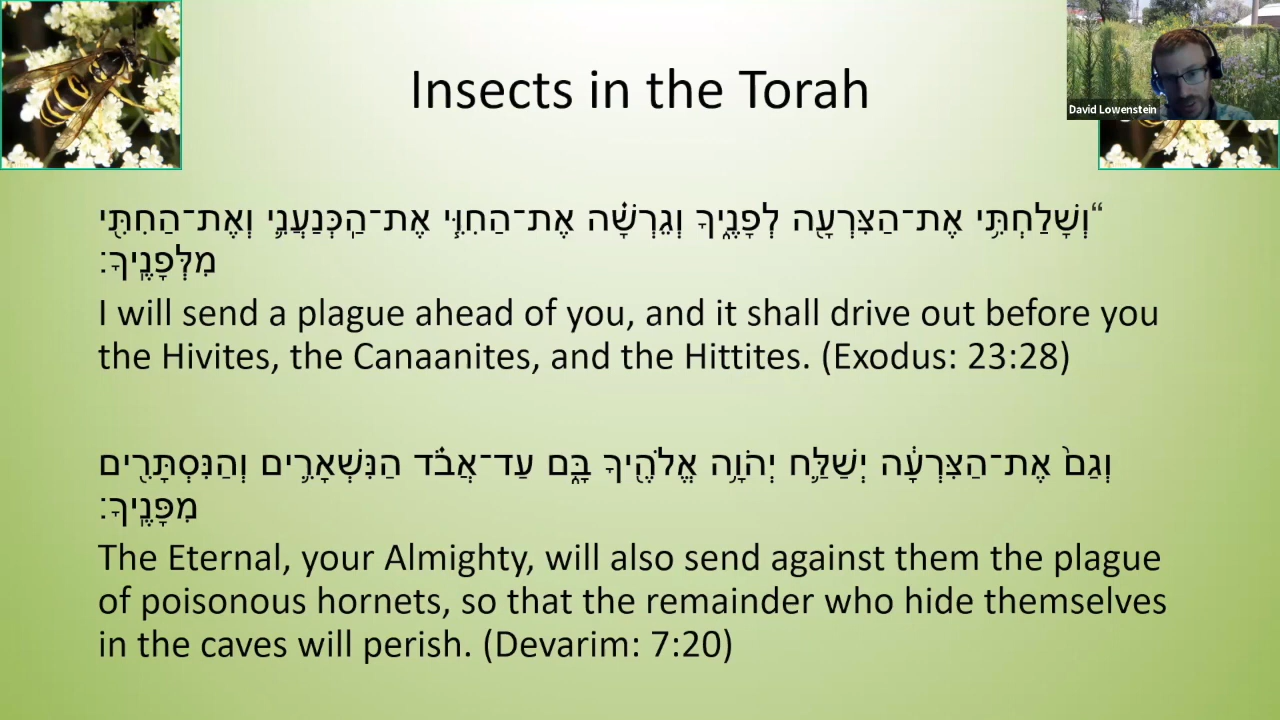 Insects in the Torah
David Lowenstein
“וְשָׁלַחְתִּ֥י אֶת־הַצִּרְעָ֖ה לְפָנֶ֑יךָ וְגֵרְשָׁ֗ה אֶת־הַחִוִּ֧י אֶת־הַֽכְּנַעֲנִ֛י וְאֶת־הַחִתִּ֖י
מִלְּפָנֶֽיךָ׃
I will send a plague ahead of you, and it shall drive out before you
the Hivites, the Canaanites, and the Hittites. (Exodus: 23:28)
וְגַם֙ אֶת־הַצִּרְעָ֔ה יְשַׁלַּ֛ח יְהֹוָ֥ה אֱלֹהֶ֖יךָ בָּ֑ם עַד־אֲבֹ֗ד הַנִּשְׁאָרִ֛ים וְהַנִּסְתָּרִ֖ים
מִפָּנֶֽיךָ׃
The Eternal, your Almighty, will also send against them the plague
of poisonous hornets, so that the remainder who hide themselves
in the caves will perish. (Devarim: 7:20)